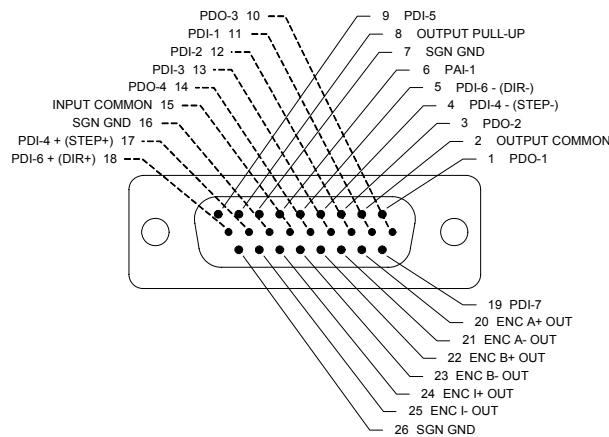 PDO-3 10
PDI-1 11
PDI-2 12
PDI-3 13
PDO-4 14
INPUT COMMON 15
SGN GND 16
PDI-4 + (STEP+) 17
PDI-6 + (DIR+) 18
9 PDI-5
8 OUTPUT PULL-UP
7 SGN GND
6 PAI-1
5 PDI-6 - (DIR-)
4 PDI-4 - (STEP-)
3 PDO-2
2 OUTPUT COMMON
1 PDO-1
19 PDI-7
20 ENC A+ OUT
21 ENC A- OUT
22 ENC B+ OUT
23 ENC B- OUT
24 ENC I+ OUT
25 ENC I- OUT
26 SGN GND